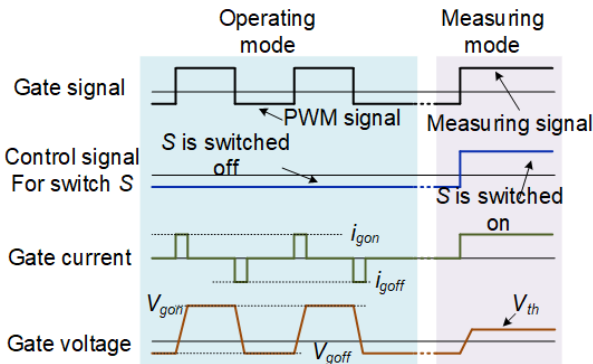 Operating
mode
Measuring
mode
Gate signal
PWM signal
Measuring signal
Control signal
For switch S
S is switched
off
S is switched
on
Gate current
igon
igoff
Gate voltage
Vgon
Vgoff
Vth